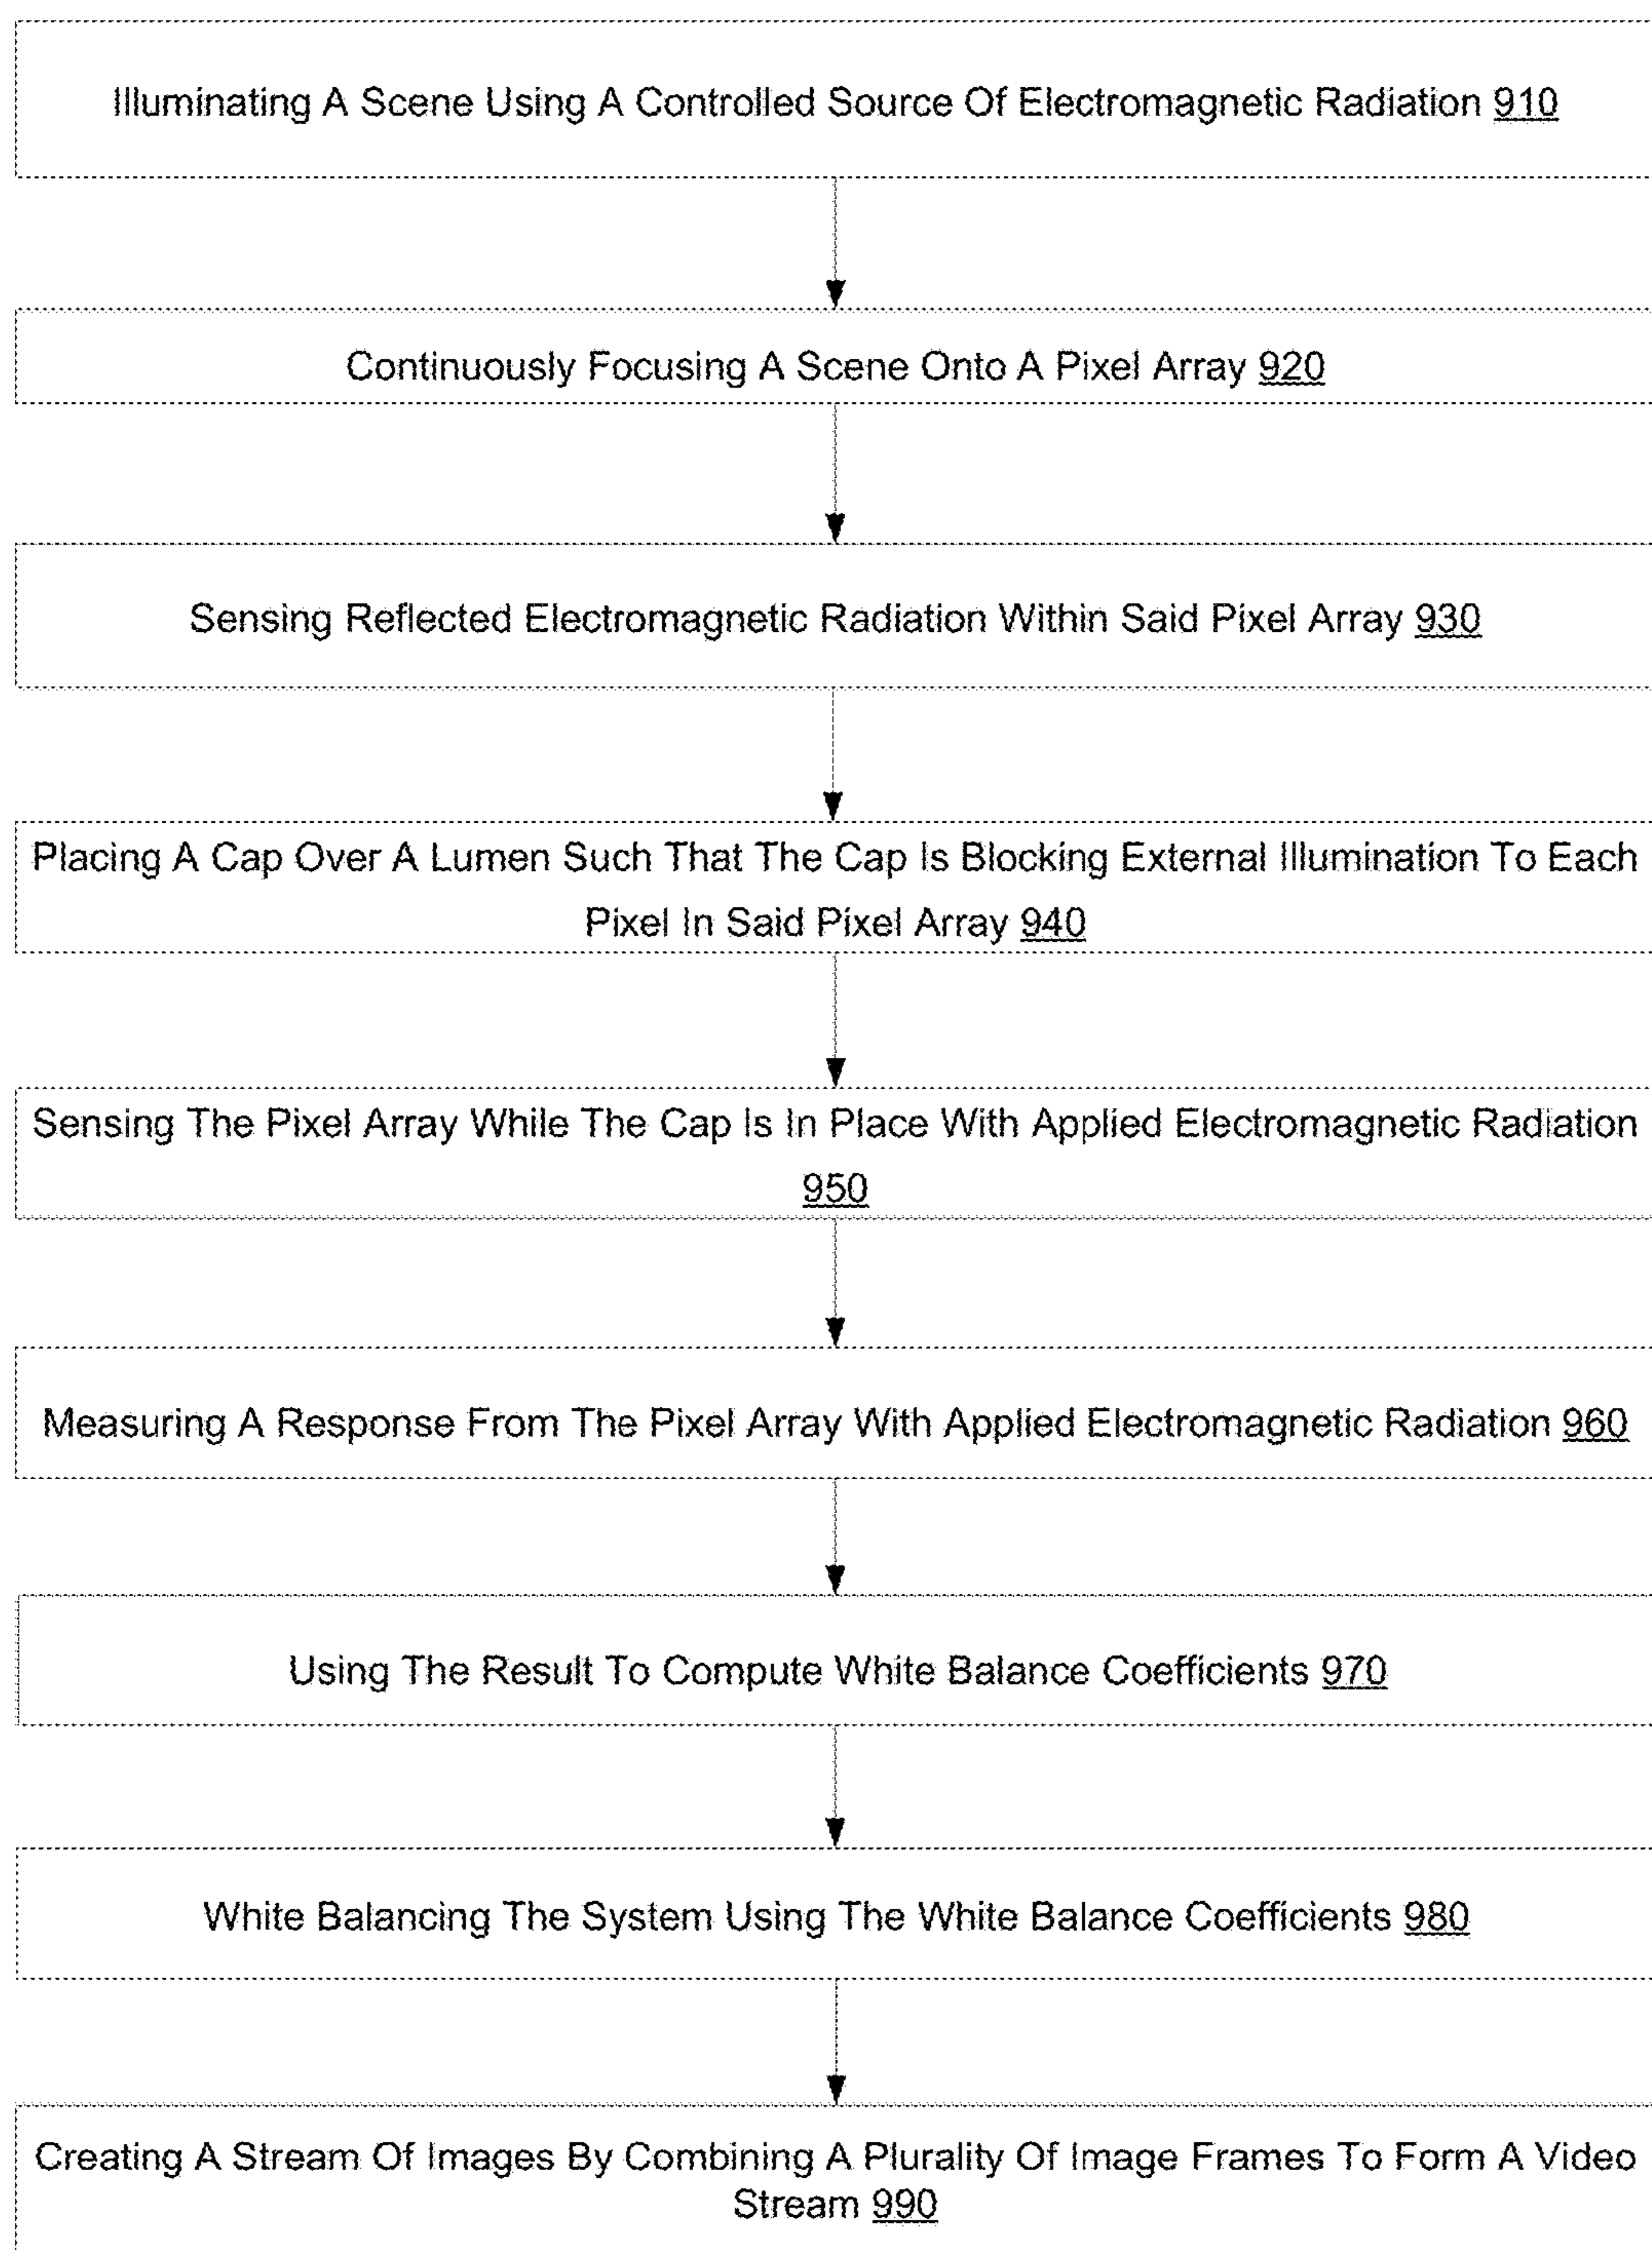 Illuminating A Scene Using A Controlled Source Of Electromagnetic Radiation 910
Continuously Focusing A Scene Onto A Pixel Array 920
Sensing Reflected Electromagnetic Radiation Within Said Pixel Array 930
Placing A Cap Over A Lumen Such That The Cap Is Blocking External Illumination To Each
Pixel In Said Pixel Array 940
Sensing The Pixel Array While The Cap Is In Place With Applied Electromagnetic Radiation
950
Measuring A Response From The Pixel Array With Applied Electromagnetic Radiation 960
Using The Result To Compute White Balance Coefficients 970
White Balancing The System Using The White Balance Coefficients 980
Creating A Stream Of Images By Combining A Plurality Of Image Frames To Form A Video
Stream 990